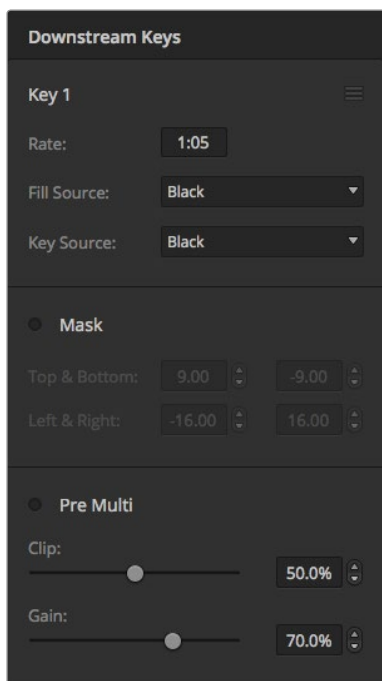 Downstream Keys
Key 1
Rate: 1:05
Fill Source: Black
Key Source: Black
Mask
Top & Bottom: 9.00 -9.00
Left & Right: -16.00 16.00
Pre Multi
Clip:
50.0%
Gain:
70.0%